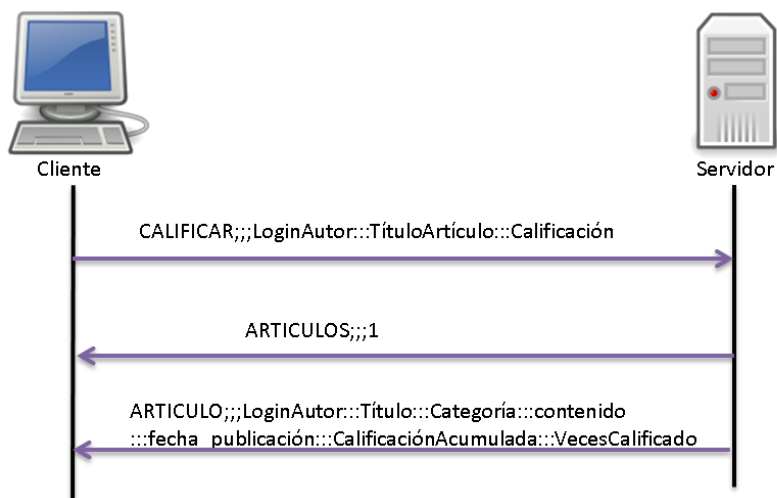 Cliente
Servidor
CALIFICAR;;;LoginAutor:::TítuloArtículo:::Calificación
ARTICULOS;;;1
ARTICULO;;;LoginAutor:::Título:::Categoría:::contenido
:::fecha_publicación:::CalificaciónAcumulada:::VecesCalificado